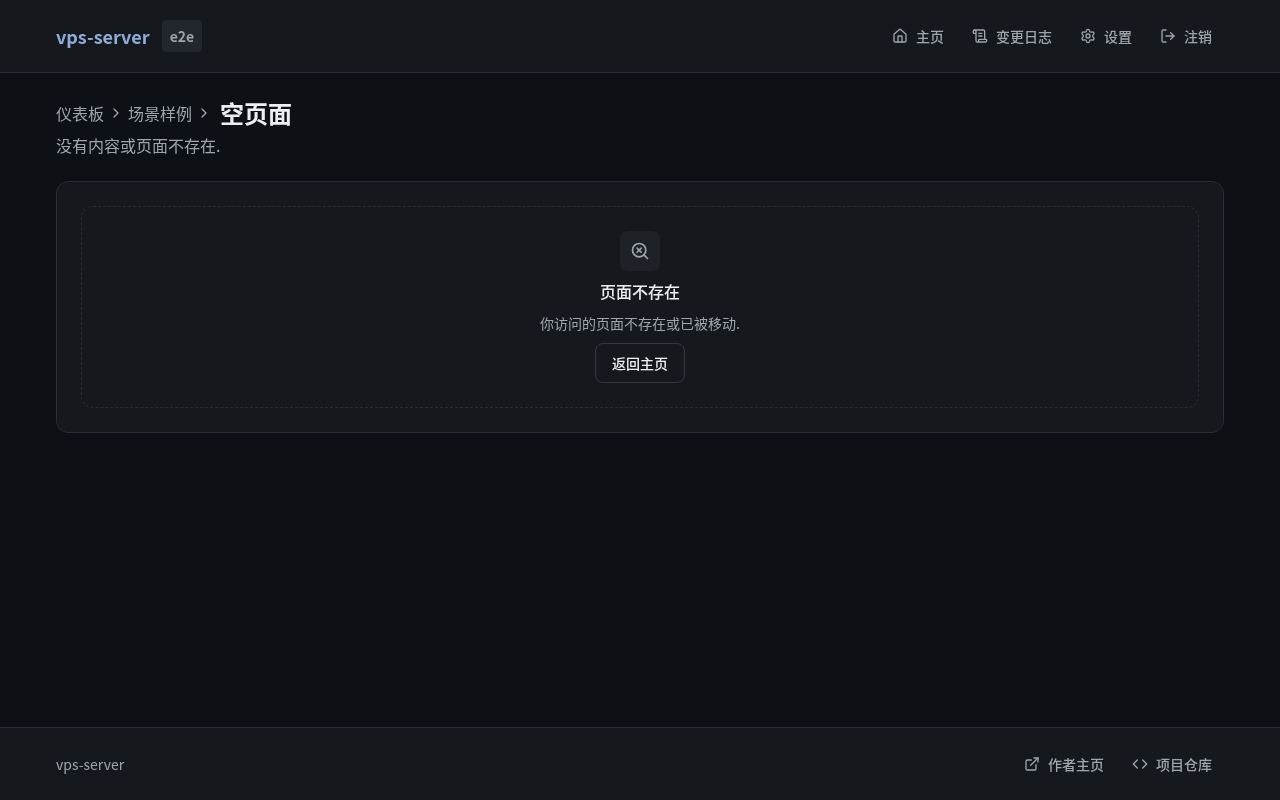 vps-server e2e 主页 变更日志 设置 注销
仪表板 场景样例 空页面
没有内容或页面不存在.
页面不存在
你访问的页面不存在或已被移动.
返回主页
vps-server 作者主页 项目仓库